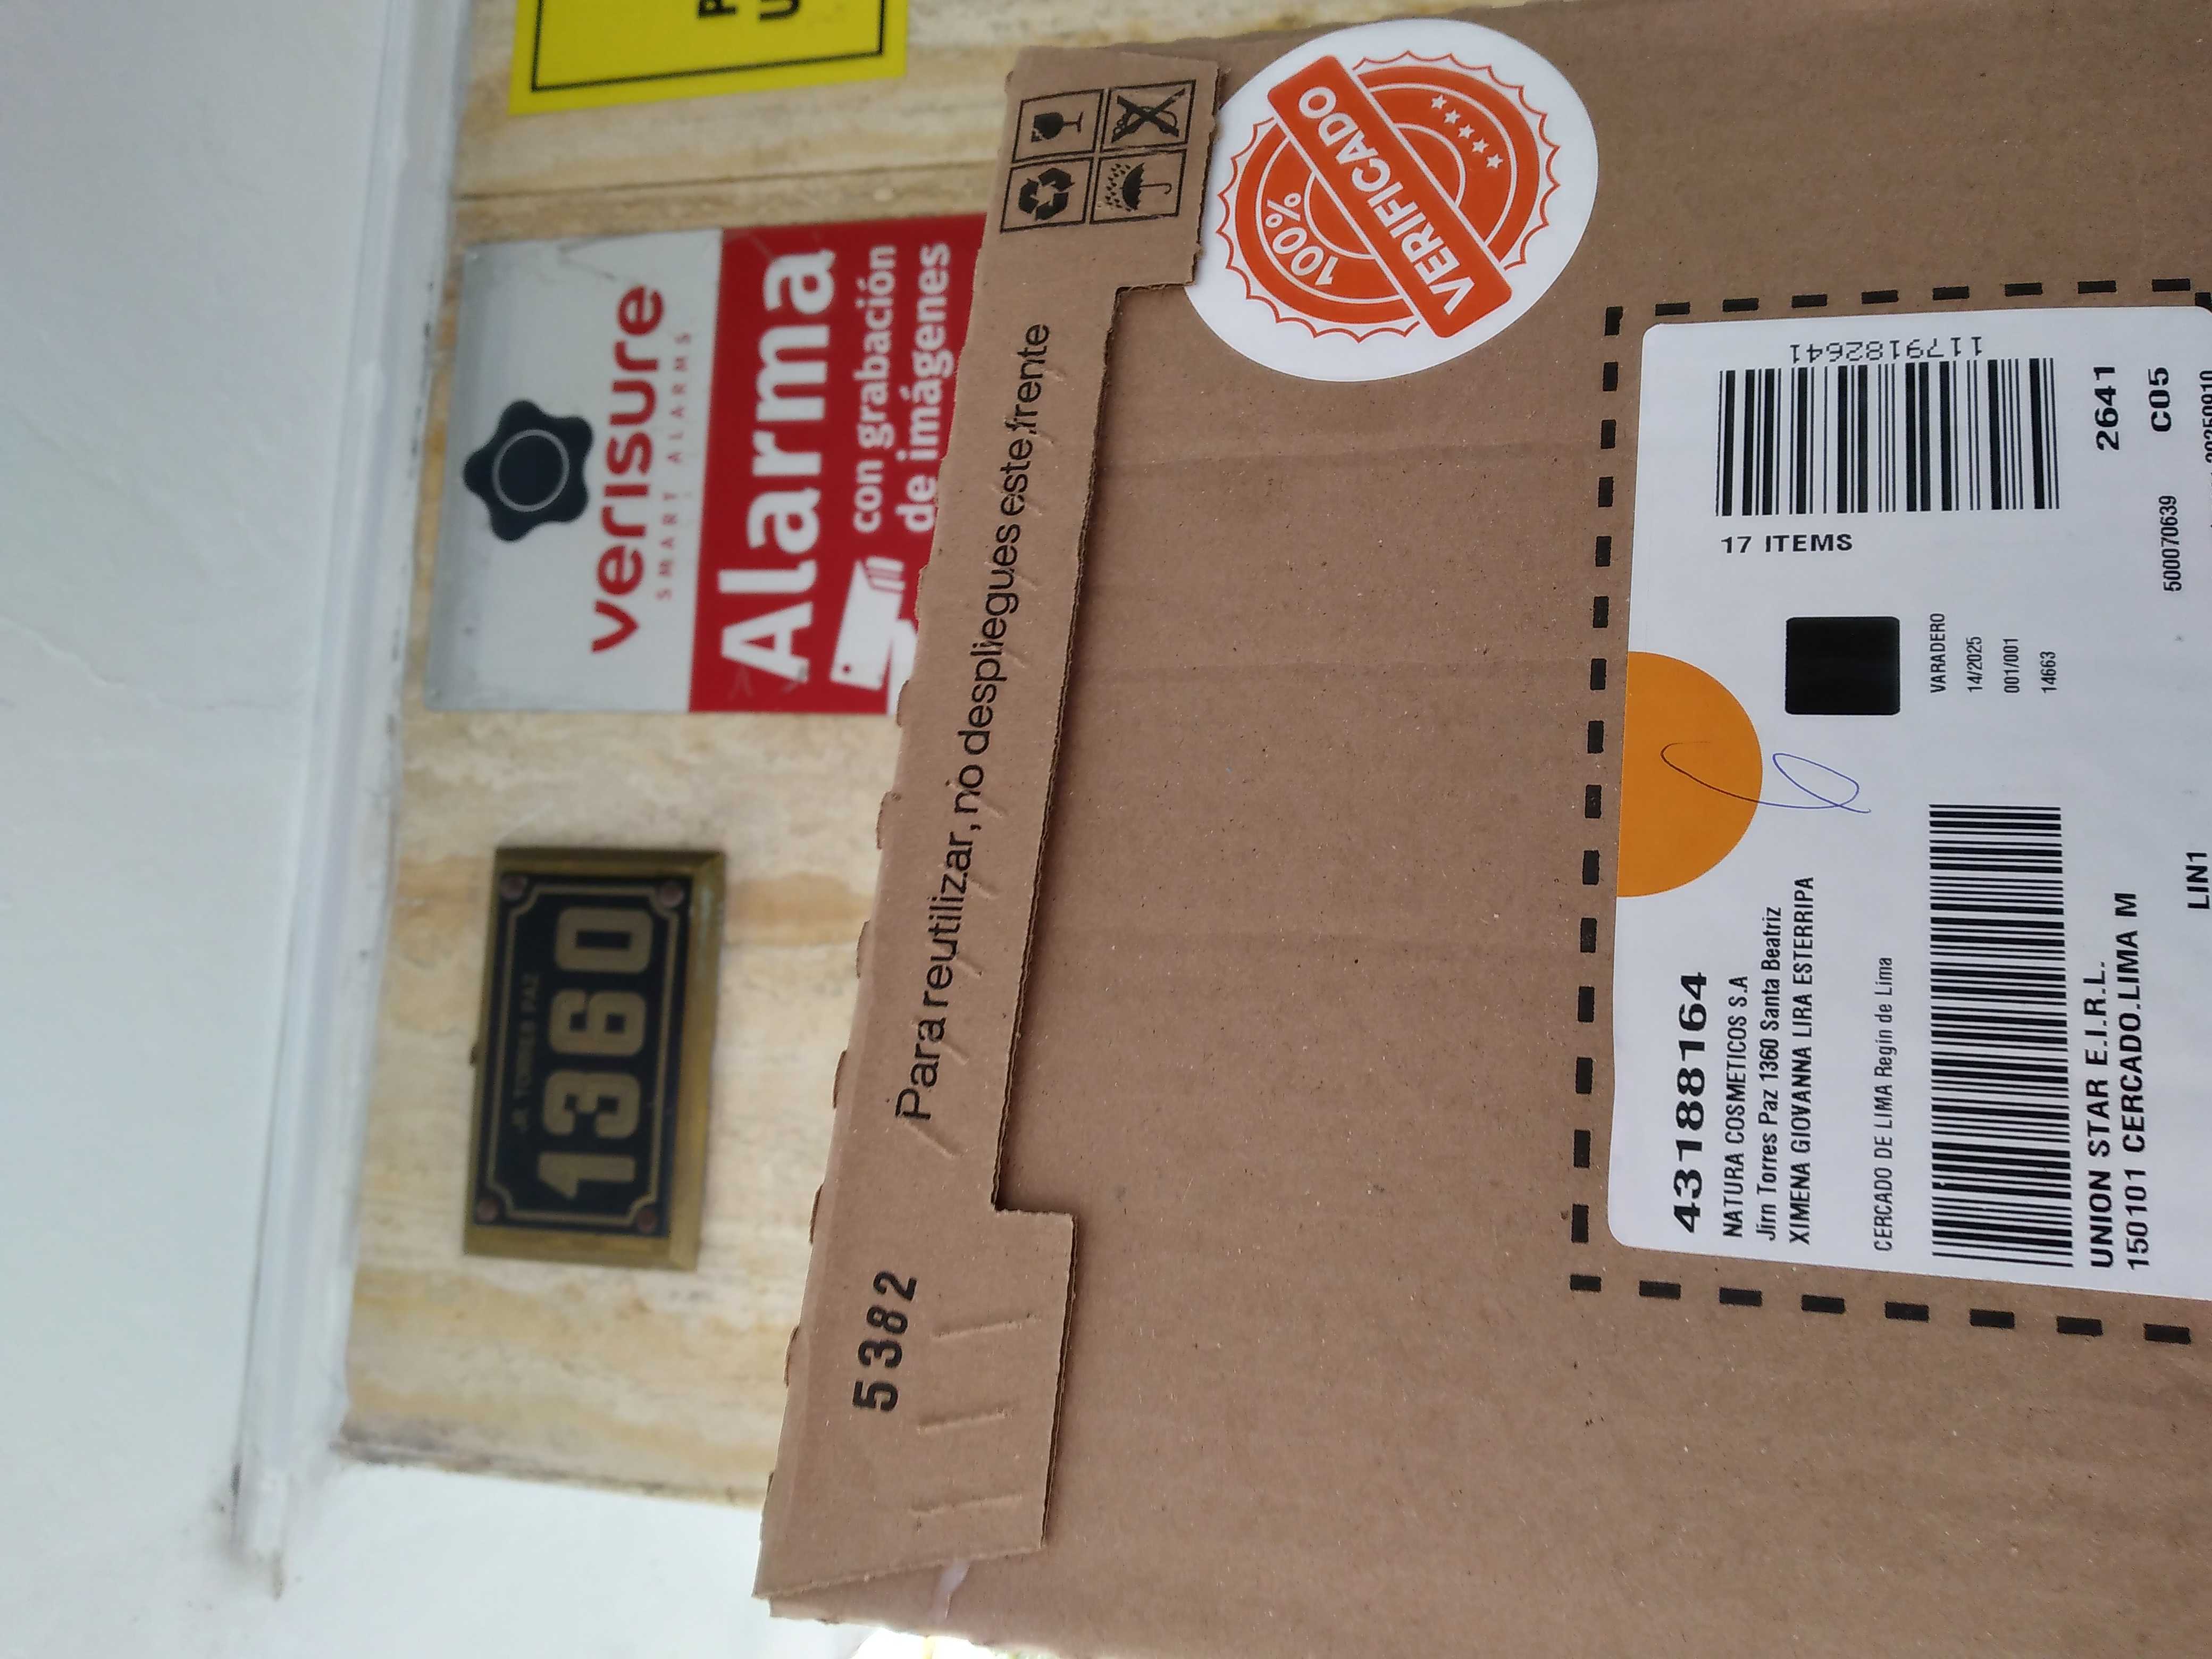 verisure
SMART ALARMS
Alarma
con grabación
de imágenes
JR. TORRES PAZ
1360
5382
Para reutilizar, no despliegues este frente
100%
VERIFICADO
43188164
NATURA COSMETICOS S.A
Jirn Torres Paz 1360 Santa Beatriz
XIMENA GIOVANNA LIRA ESTERRIPA
CERCADO DE LIMA Regin de Lima
17 ITEMS
1179182641
VARADERO
14/2025
001/001
14663
2641
C05
500070639
UNION STAR E.I.R.L.
150101 CERCADO.LIMA M
LIN1